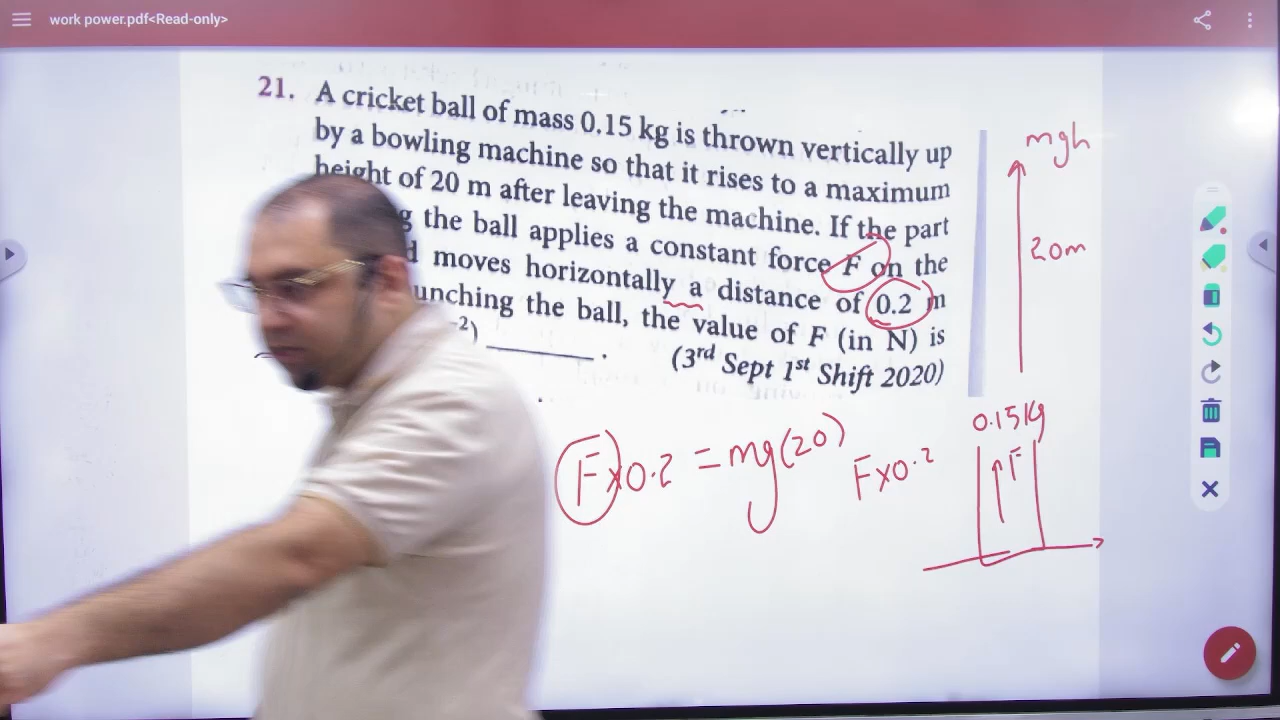 work power.pdf<Read-only>
21. A cricket ball of mass 0.15 kg is thrown vertically up
by a bowling machine so that it rises to a maximum
height of 20 m after leaving the machine. If the part
the ball applies a constant force F on the
moves horizontally a distance of 0.2 m
the ball, the value of F (in N) is
(3rd Sept 1st Shift 2020)
mgh
20m
0.15Kg
F
F×0.2 = mg(20)
F×0.2